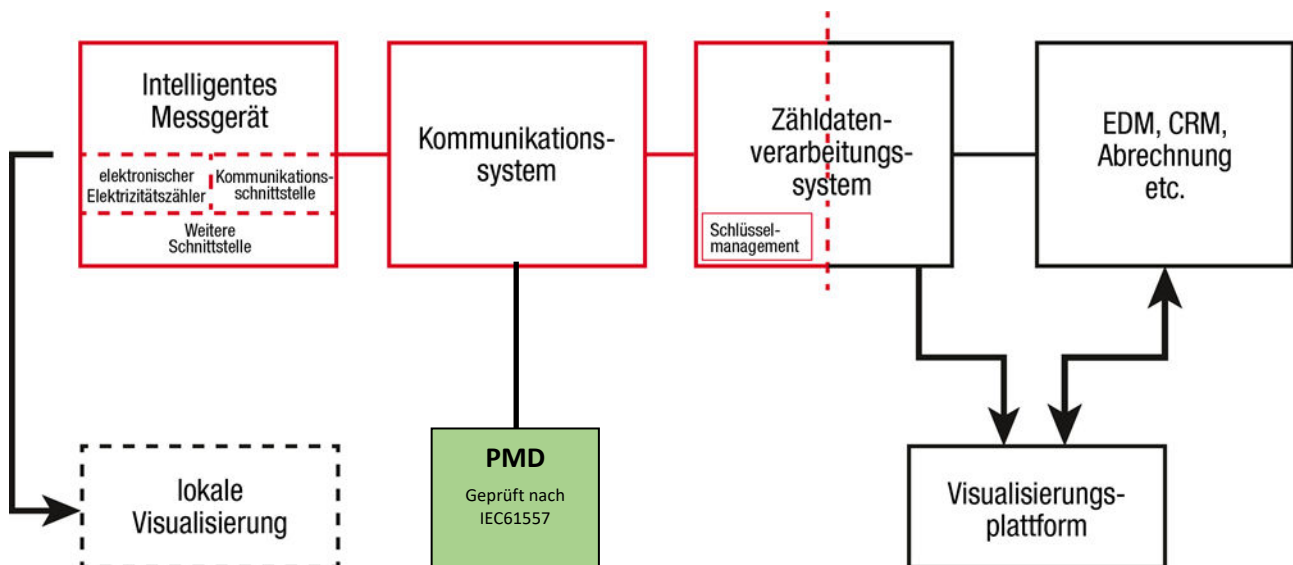 Intelligentes
Messgerät
elektronischer
Elektrizitätszähler
Kommunikations-
schnittstelle
Weitere
Schnittstelle
Kommunikations-
system
Zähldaten-
verarbeitungs-
system
Schlüssel-
management
EDM, CRM,
Abrechnung
etc.
lokale
Visualisierung
PMD
Geprüft nach
IEC61557
Visualisierungs-
plattform